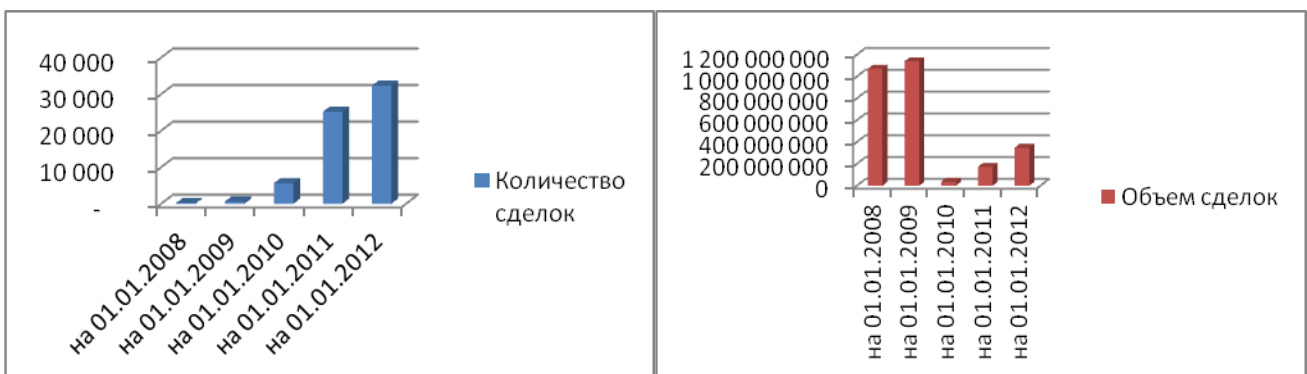 40 000
30 000
20 000
10 000
-
на 01.01.2008
на 01.01.2009
на 01.01.2010
на 01.01.2011
на 01.01.2012
Количество
сделок
1 200 000 000
1 000 000 000
800 000 000
600 000 000
400 000 000
200 000 000
0
на 01.01.2008
на 01.01.2009
на 01.01.2010
на 01.01.2011
на 01.01.2012
Объем сделок